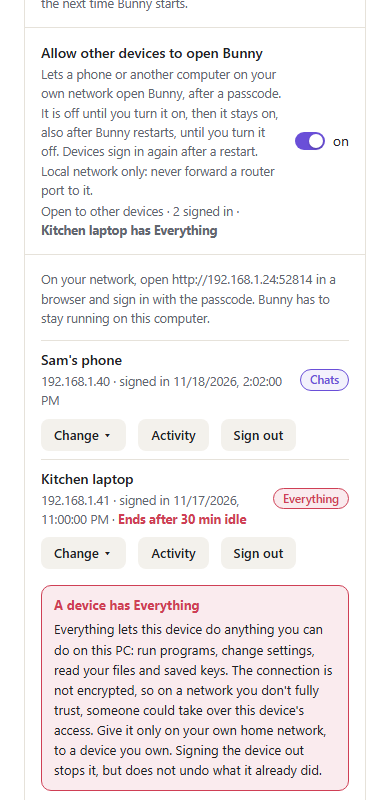 the next time Bunny starts.
Allow other devices to open Bunny
Lets a phone or another computer on your
own network open Bunny, after a passcode.
It is off until you turn it on, then it stays on,
also after Bunny restarts, until you turn it
off. Devices sign in again after a restart.
Local network only: never forward a router
port to it.
on
Open to other devices · 2 signed in ·
Kitchen laptop has Everything
On your network, open http://192.168.1.24:52814 in a
browser and sign in with the passcode. Bunny has to
stay running on this computer.
Sam's phone
192.168.1.40 · signed in 11/18/2026, 2:02:00
PM
Chats
Change
Activity
Sign out
Kitchen laptop
192.168.1.41 · signed in 11/17/2026,
11:00:00 PM · Ends after 30 min idle
Everything
Change
Activity
Sign out
A device has Everything
Everything lets this device do anything you can
do on this PC: run programs, change settings,
read your files and saved keys. The connection is
not encrypted, so on a network you don't fully
trust, someone could take over this device's
access. Give it only on your own home network,
to a device you own. Signing the device out
stops it, but does not undo what it already did.